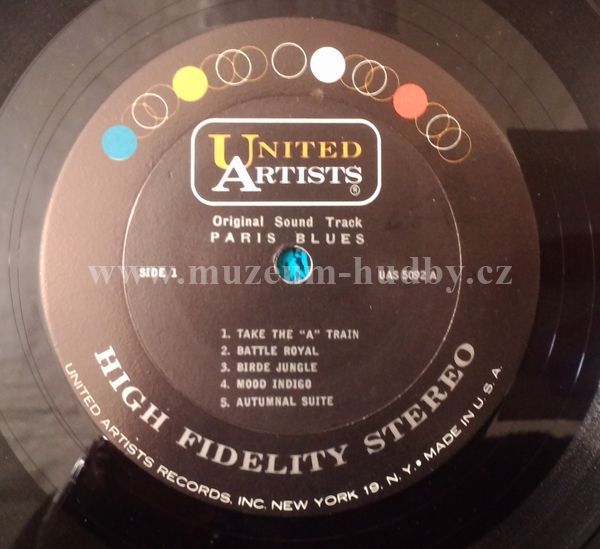 UNITED
ARTISTS
®
Original Sound Track
PARIS BLUES
www.muzeum-hudby.cz
SIDE 1
UAS 5092 A
1. TAKE THE "A" TRAIN
2. BATTLE ROYAL
3. BIRDE JUNGLE
4. MOOD INDIGO
5. AUTUMNAL SUITE
HIGH FIDELITY STEREO
UNITED ARTISTS RECORDS, INC. NEW YORK 19, N.Y. • MADE IN U.S.A.